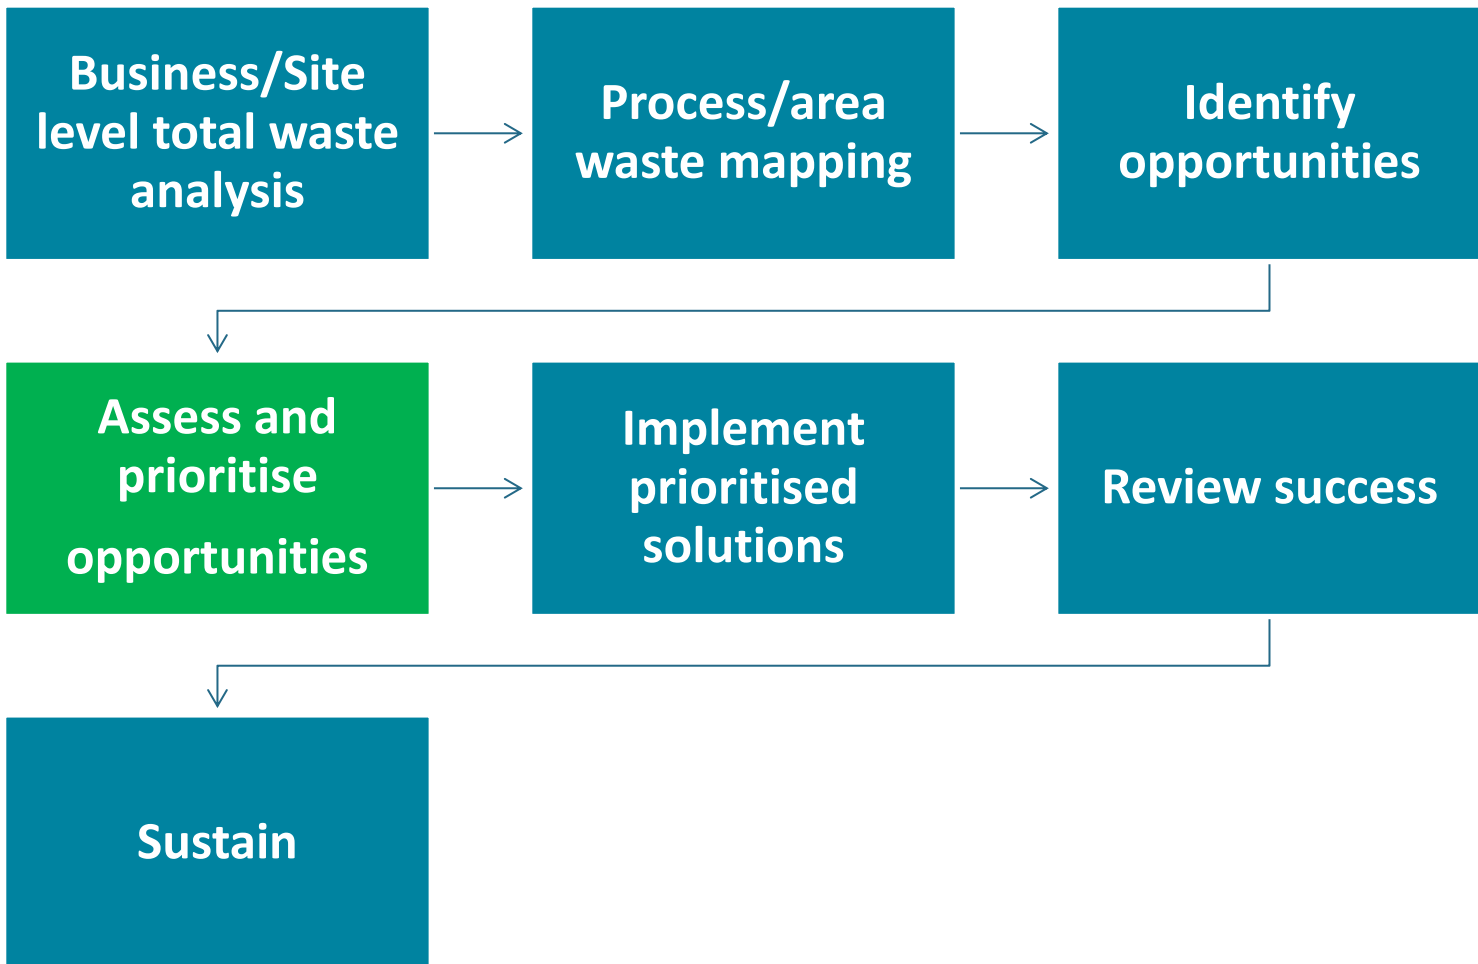 Business/Site
level total waste
analysis
Process/area
waste mapping
Identify
opportunities
Assess and
prioritise
opportunities
Implement
prioritised
solutions
Review success
Sustain